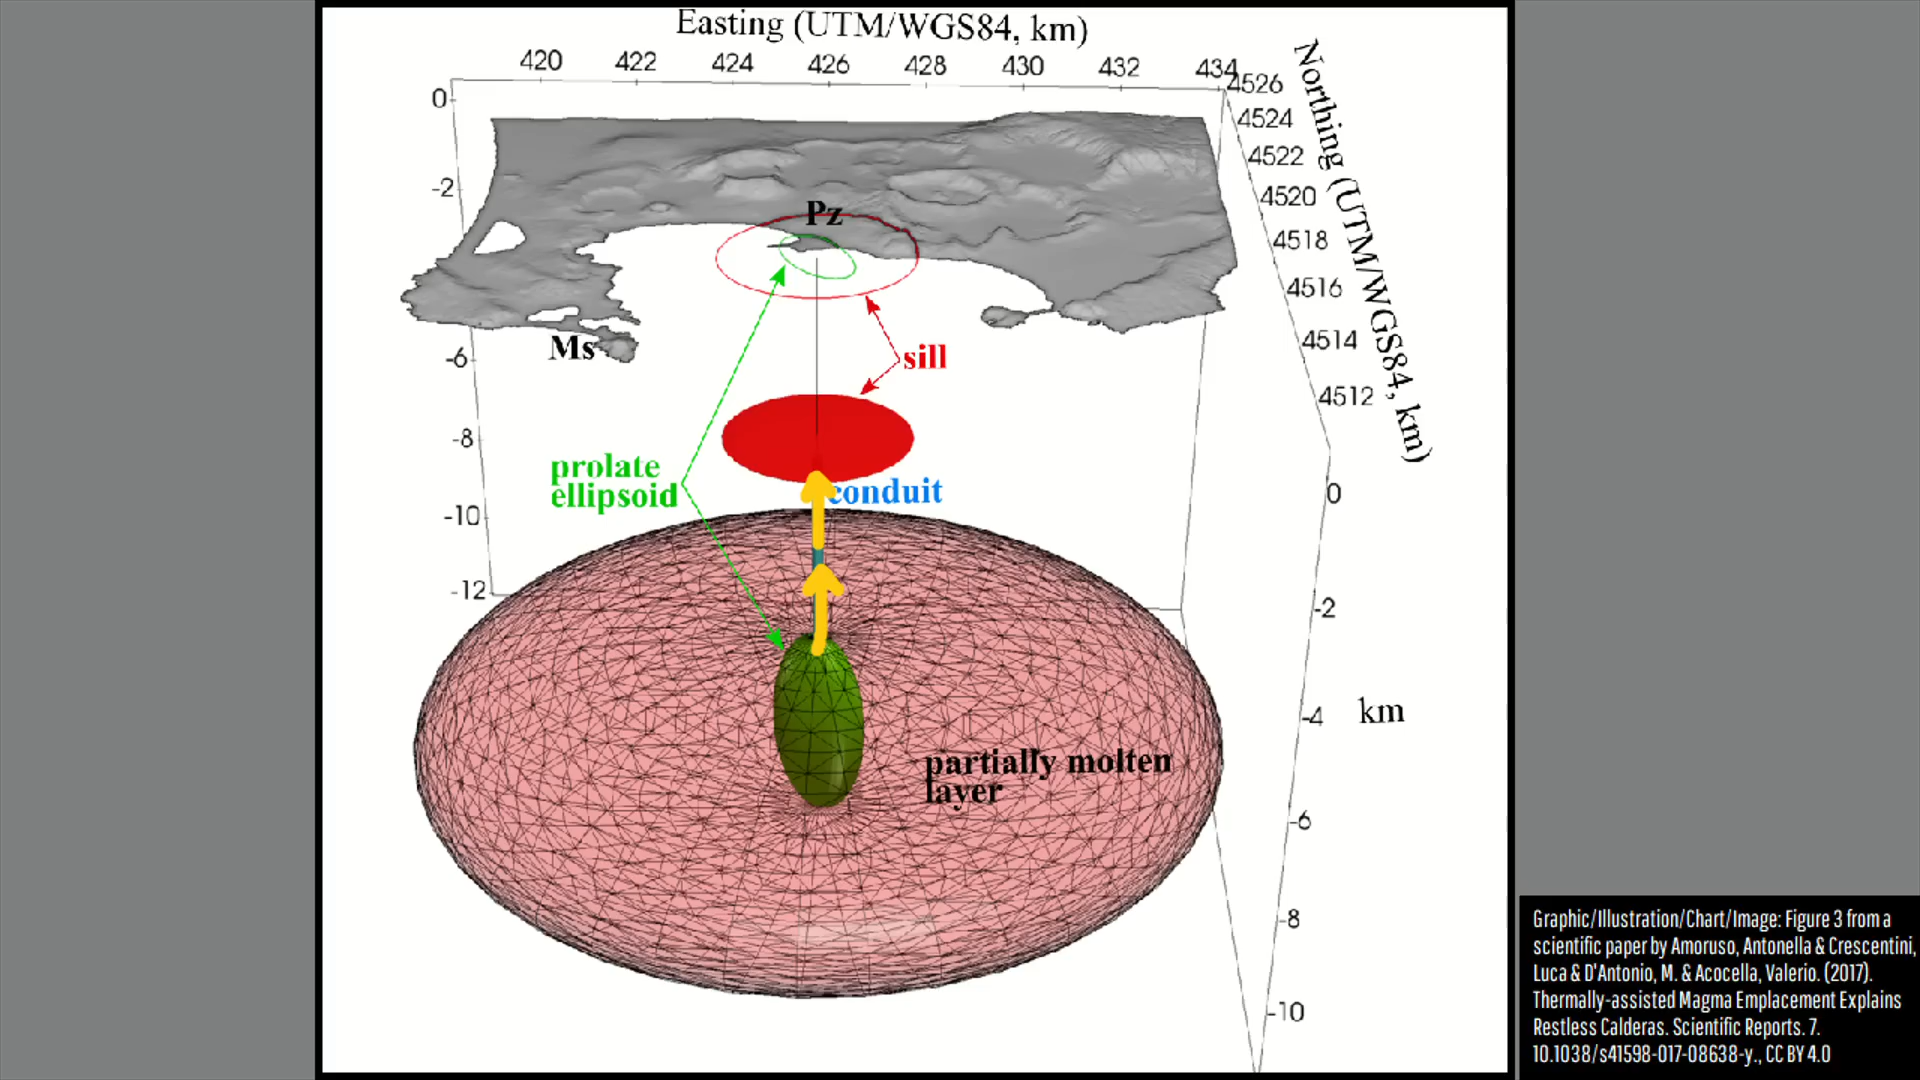 Easting (UTM/WGS84, km)
420 422 424 426 428 430 432 434
4526
4524
4522
4520
4518
4516
4514
4512
Northing (UTM/WGS84, km)
0
-2
-6
-8
-10
-12
Pz
Ms
sill
prolate
ellipsoid
conduit
partially molten
layer
0
-2
-4
km
-6
-8
-10
Graphic/Illustration/Chart/Image: Figure 3 from a
scientific paper by Amoruso, Antonella & Crescentini,
Luca & D'Antonio, M. & Acocella, Valerio. (2017).
Thermally-assisted Magma Emplacement Explains
Restless Calderas. Scientific Reports. 7.
10.1038/s41598-017-08638-y., CC BY 4.0